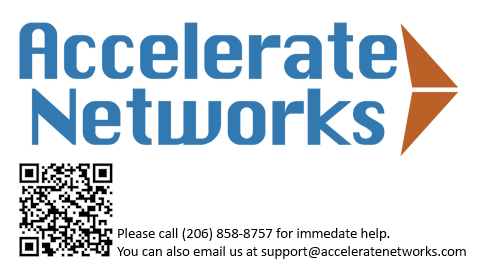 Accelerate
Networks
Please call (206) 858-8757 for immedate help.
You can also email us at support@acceleratenetworks.com